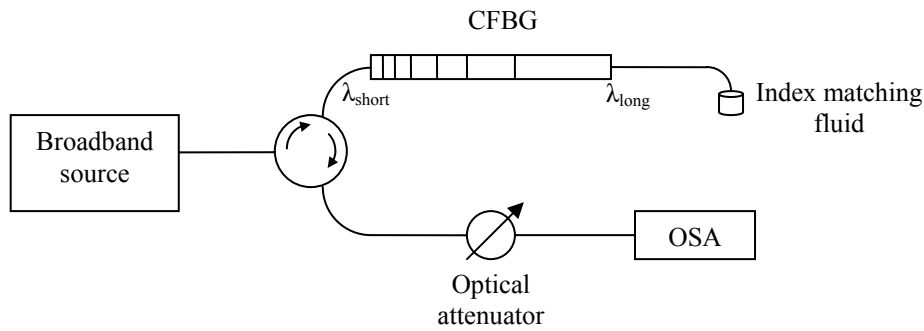 CFBG
λshort
λlong
Index matching
fluid
Broadband
source
OSA
Optical
attenuator